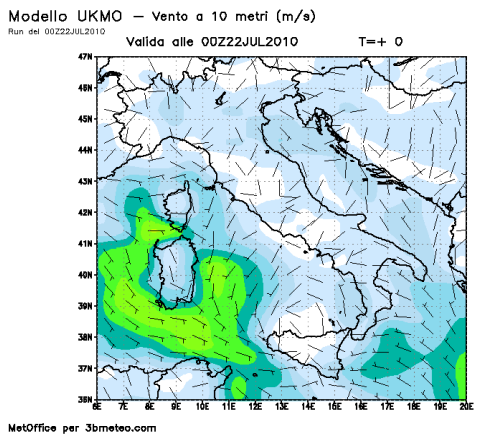 Modello UKMO – Vento a 10 metri (m/s)
Run del 00Z22JUL2010
Valida alle 00Z22JUL2010 T=+ 0
47N
46N
45N
44N
43N
42N
41N
40N
39N
38N
37N
38N
6E 7E 8E 9E 10E 11E 12E 13E 14E 15E 16E 17E 18E 19E 20E
MetOffice per 3bmeteo.com